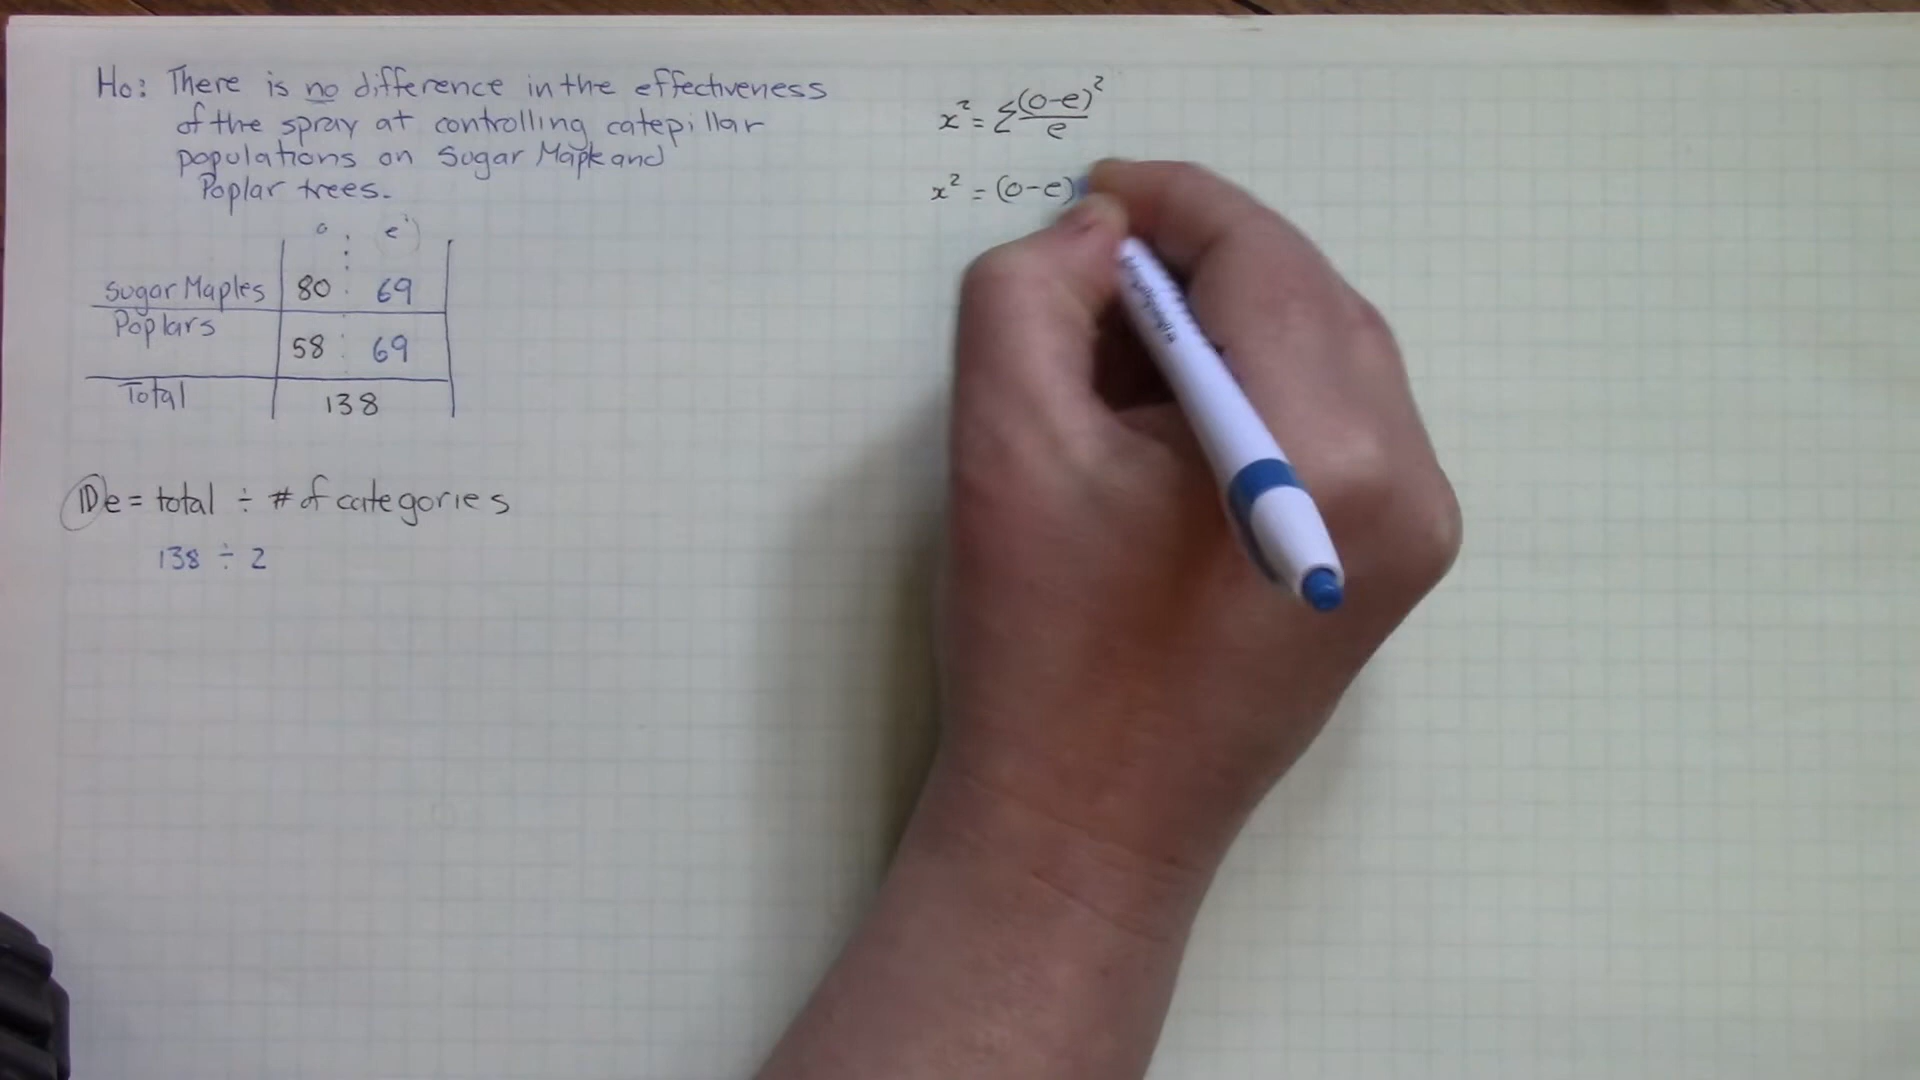 Ho: There is no difference in the effectiveness
of the spray at controlling catepillar
populations on Sugar Maple and
Poplar trees.
o e
Sugar Maples 80 69
Poplars 58 69
Total 138
1) e = total ÷ # of categories
138 ÷ 2
x² = Σ(o-e)²/e
x² = (o-e)